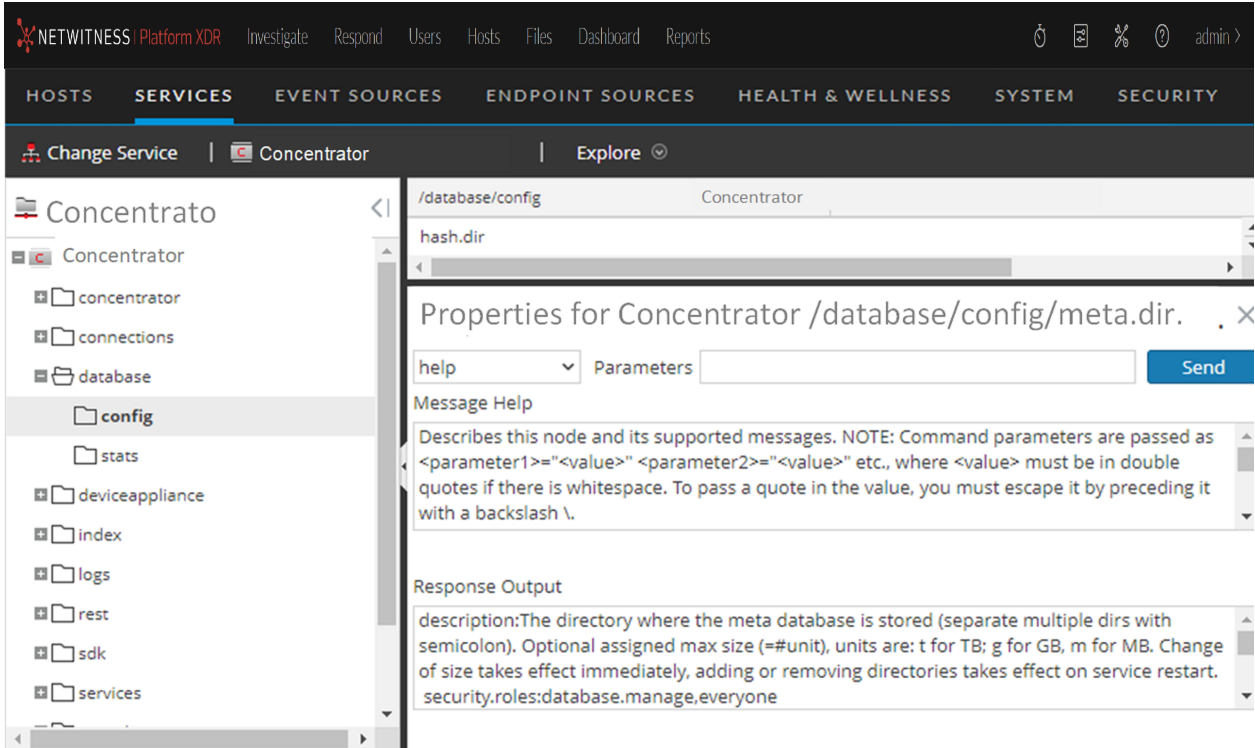 NETWITNESS | Platform XDR Investigate Respond Users Hosts Files Dashboard Reports admin >
HOSTS SERVICES EVENT SOURCES ENDPOINT SOURCES HEALTH & WELLNESS SYSTEM SECURITY
Change Service | C Concentrator | Explore
Concentrato
C Concentrator
concentrator
connections
database
config
stats
deviceappliance
index
logs
rest
sdk
services
/database/config Concentrator
hash.dir
Properties for Concentrator /database/config/meta.dir. .
help Parameters Send
Message Help
Describes this node and its supported messages. NOTE: Command parameters are passed as
<parameter1>="<value>" <parameter2>="<value>" etc., where <value> must be in double
quotes if there is whitespace. To pass a quote in the value, you must escape it by preceding it
with a backslash \.
Response Output
description:The directory where the meta database is stored (separate multiple dirs with
semicolon). Optional assigned max size (=#unit), units are: t for TB; g for GB, m for MB. Change
of size takes effect immediately, adding or removing directories takes effect on service restart.
security.roles:database.manage,everyone